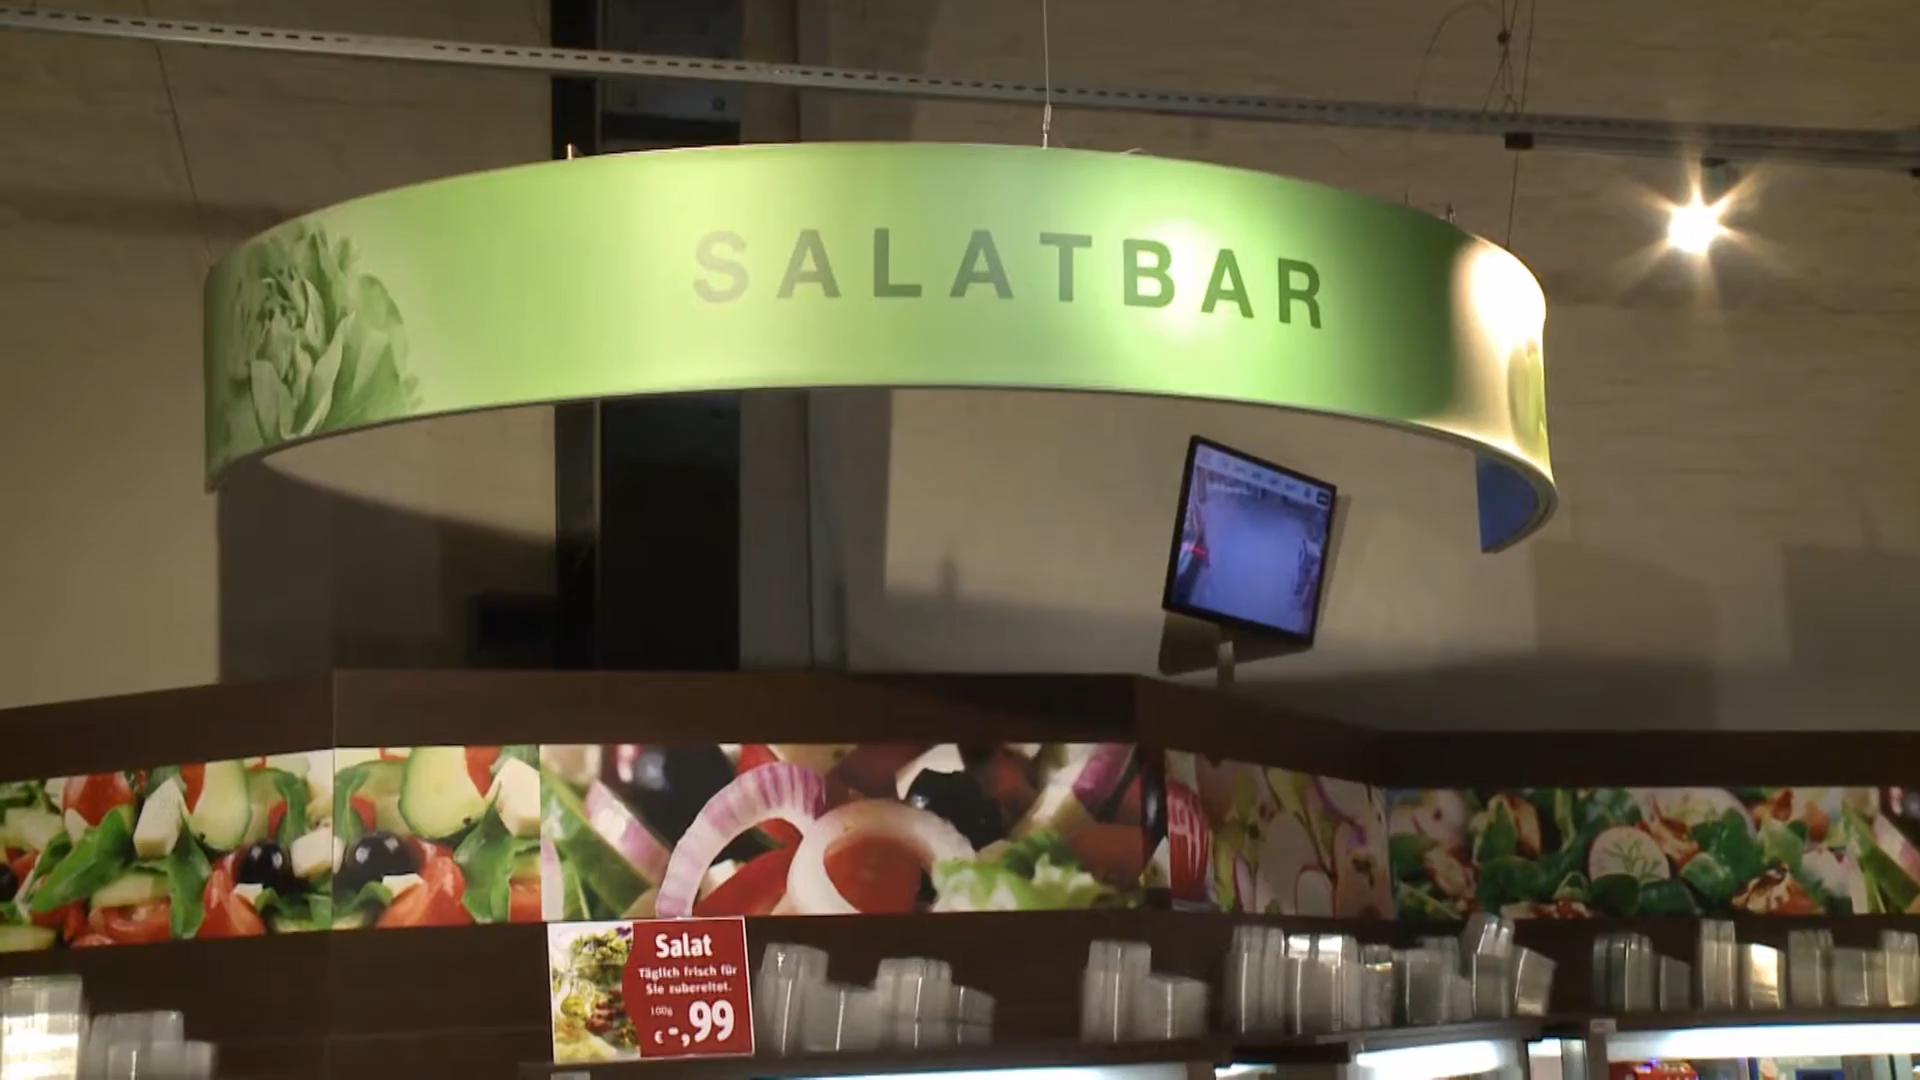 SALATBAR
Salat
Täglich frisch für
Sie zubereitet.
100g
€ -,99